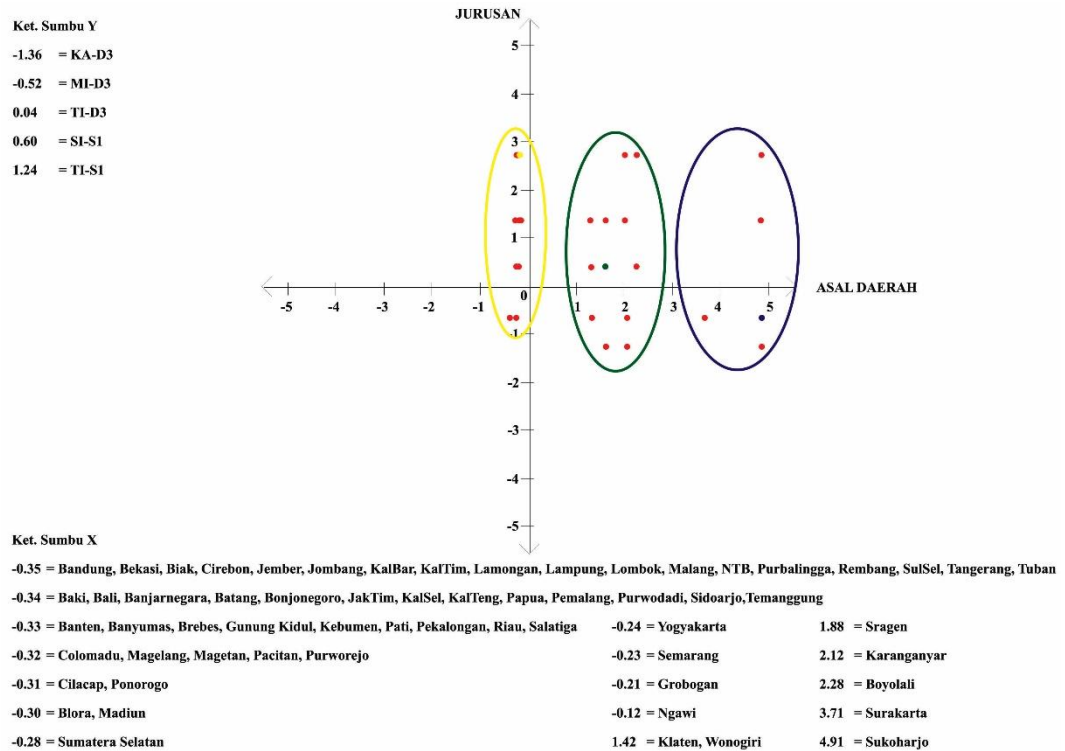 JURUSAN
Ket. Sumbu Y
-1.36 = KA-D3
-0.52 = MI-D3
0.04 = TI-D3
0.60 = SI-S1
1.24 = TI-S1
5
4
3
2
1
0
-5 -4 -3 -2 -1 1 2 3 4 5
ASAL DAERAH
-1
-2
-3
-4
-5
Ket. Sumbu X
-0.35 = Bandung, Bekasi, Biak, Cirebon, Jember, Jombang, KalBar, KalTim, Lamongan, Lampung, Lombok, Malang, NTB, Purbalingga, Rembang, SulSel, Tangerang, Tuban
-0.34 = Baki, Bali, Banjarnegara, Batang, Bonjonegoro, JakTim, KalSel, KalTeng, Papua, Pemalang, Purwodadi, Sidoarjo,Temanggung
-0.33 = Banten, Banyumas, Brebes, Gunung Kidul, Kebumen, Pati, Pekalongan, Riau, Salatiga -0.24 = Yogyakarta 1.88 = Sragen
-0.32 = Colomadu, Magelang, Magetan, Pacitan, Purworejo -0.23 = Semarang 2.12 = Karanganyar
-0.31 = Cilacap, Ponorogo -0.21 = Grobogan 2.28 = Boyolali
-0.30 = Blora, Madiun -0.12 = Ngawi 3.71 = Surakarta
-0.28 = Sumatera Selatan 1.42 = Klaten, Wonogiri 4.91 = Sukoharjo